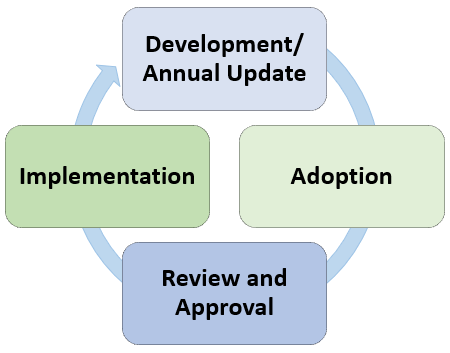 Development/
Annual Update
Implementation
Adoption
Review and
Approval